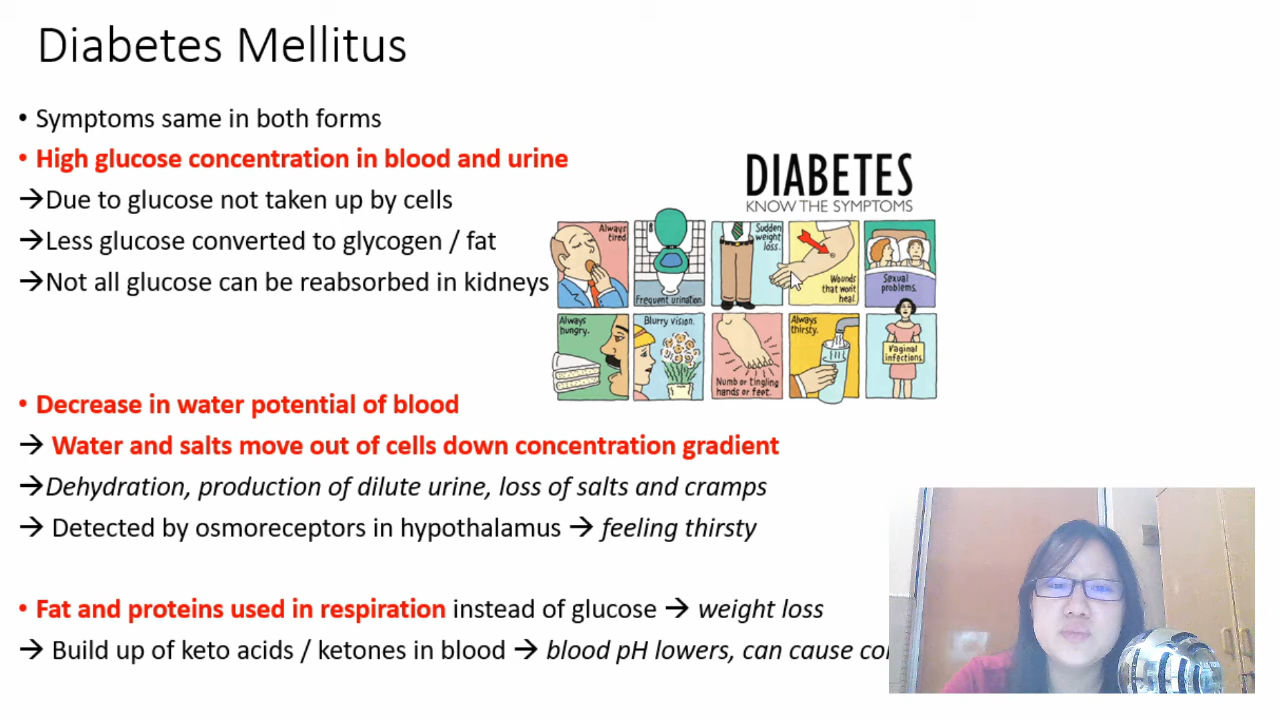 Diabetes Mellitus
• Symptoms same in both forms
• High glucose concentration in blood and urine
→Due to glucose not taken up by cells
→Less glucose converted to glycogen / fat
→Not all glucose can be reabsorbed in kidneys
DIABETES
KNOW THE SYMPTOMS
Always
tired.
Frequent urination.
Sudden
weight
loss.
Wounds
that won't
heal.
Sexual
problems.
Always
hungry.
Blurry vision.
Numb or tingling
hands or feet.
Always
thirsty.
Vaginal
infections.
• Decrease in water potential of blood
→ Water and salts move out of cells down concentration gradient
→Dehydration, production of dilute urine, loss of salts and cramps
→ Detected by osmoreceptors in hypothalamus → feeling thirsty
• Fat and proteins used in respiration instead of glucose → weight loss
→ Build up of keto acids / ketones in blood → blood pH lowers, can cause